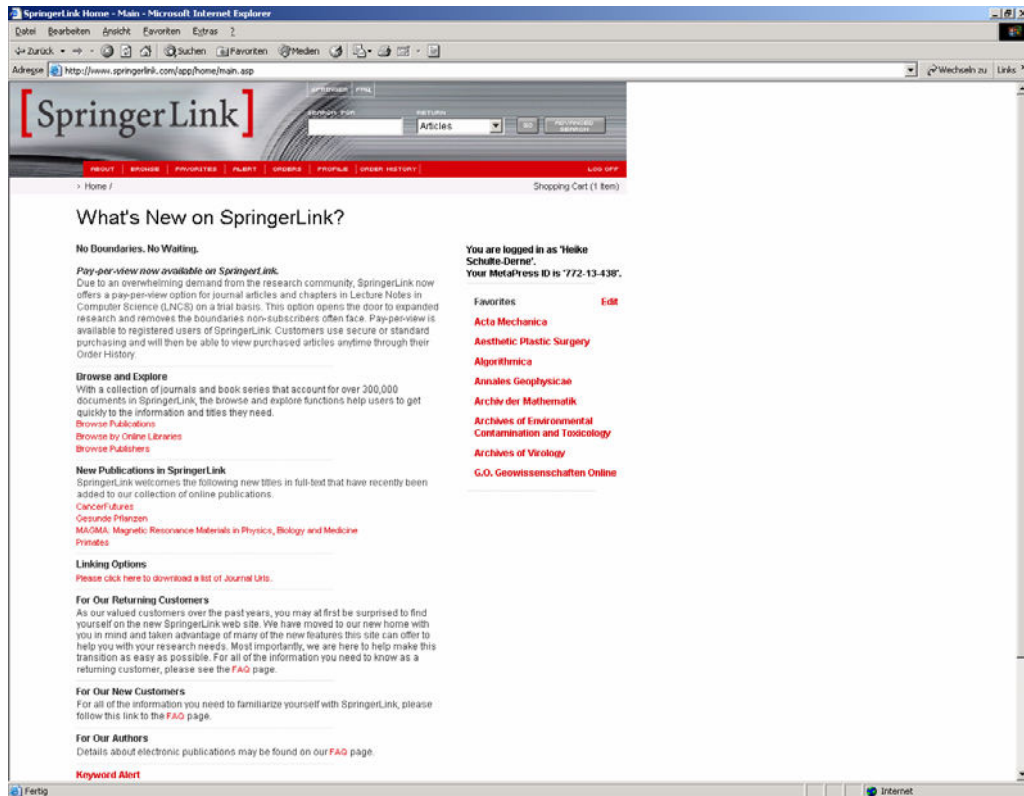 SpringerLink Home - Main - Microsoft Internet Explorer
Datei Bearbeiten Ansicht Favoriten Extras ?
Zurück Suchen Favoriten Medien
Adresse http://www.springerlink.com/app/home/main.asp Wechseln zu Links
SPRINGER FAQ
[SpringerLink]
SEARCH FOR RETURN
Articles GO ADVANCED SEARCH
ABOUT BROWSE FAVORITES ALERT ORDERS PROFILE ORDER HISTORY LOG OFF
› Home / Shopping Cart (1 Item)
What's New on SpringerLink?
No Boundaries. No Waiting.
Pay-per-view now available on SpringerLink.
Due to an overwhelming demand from the research community, SpringerLink now
offers a pay-per-view option for journal articles and chapters in Lecture Notes in
Computer Science (LNCS) on a trial basis. This option opens the door to expanded
research and removes the boundaries non-subscribers often face. Pay-per-view is
available to registered users of SpringerLink. Customers use secure or standard
purchasing and will then be able to view purchased articles anytime through their
Order History.
Browse and Explore
With a collection of journals and book series that account for over 300,000
documents in SpringerLink, the browse and explore functions help users to get
quickly to the information and titles they need.
Browse Publications
Browse by Online Libraries
Browse Publishers
New Publications in SpringerLink
SpringerLink welcomes the following new titles in full-text that have recently been
added to our collection of online publications.
CancerFutures
Gesunde Pflanzen
MAGMA: Magnetic Resonance Materials in Physics, Biology and Medicine
Primates
Linking Options
Please click here to download a list of Journal Urls.
For Our Returning Customers
As our valued customers over the past years, you may at first be surprised to find
yourself on the new SpringerLink web site. We have moved to our new home with
you in mind and taken advantage of many of the new features this site can offer to
help you with your research needs. Most importantly, we are here to help make this
transition as easy as possible. For all of the information you need to know as a
returning customer, please see the FAQ page.
For Our New Customers
For all of the information you need to familiarize yourself with SpringerLink, please
follow this link to the FAQ page.
For Our Authors
Details about electronic publications may be found on our FAQ page.
Keyword Alert
You are logged in as 'Heike
Schulte-Derne'.
Your MetaPress ID is '772-13-438'.
Favorites Edit
Acta Mechanica
Aesthetic Plastic Surgery
Algorithmica
Annales Geophysicae
Archiv der Mathematik
Archives of Environmental
Contamination and Toxicology
Archives of Virology
G.O. Geowissenschaften Online
Fertig Internet